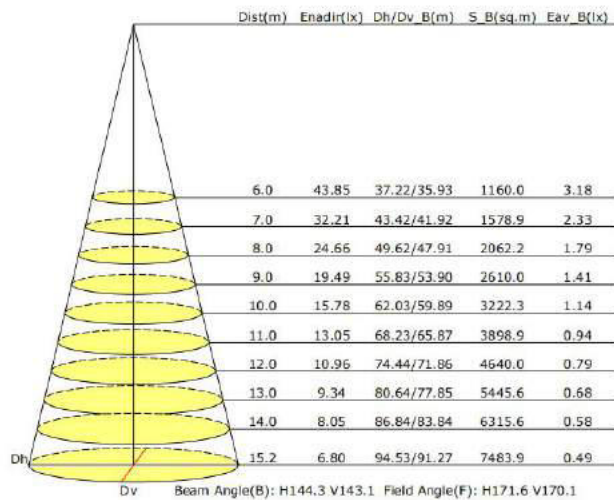 Dist(m) Enadir(lx) Dh/Dv_B(m) S_B(sq.m) Eav_B(lx)
6.0 43.85 37.22/35.93 1160.0 3.18
7.0 32.21 43.42/41.92 1578.9 2.33
8.0 24.66 49.62/47.91 2062.2 1.79
9.0 19.49 55.83/53.90 2610.0 1.41
10.0 15.78 62.03/59.89 3222.3 1.14
11.0 13.05 68.23/65.87 3898.9 0.94
12.0 10.96 74.44/71.86 4640.0 0.79
13.0 9.34 80.64/77.85 5445.6 0.68
14.0 8.05 86.84/83.84 6315.6 0.58
Dh 15.2 6.80 94.53/91.27 7483.9 0.49
Dv Beam Angle(B): H144.3 V143.1 Field Angle(F): H171.6 V170.1